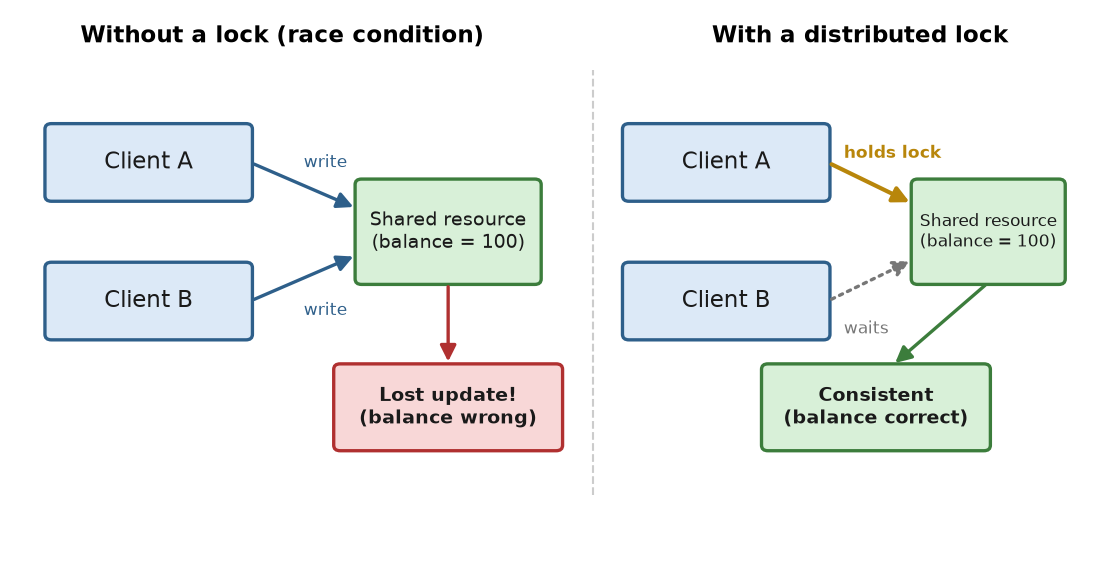 Without a lock (race condition)
Client A
write
Shared resource
(balance = 100)
Client B
write
Lost update!
(balance wrong)
With a distributed lock
Client A
holds lock
Shared resource
(balance = 100)
Client B
waits
Consistent
(balance correct)